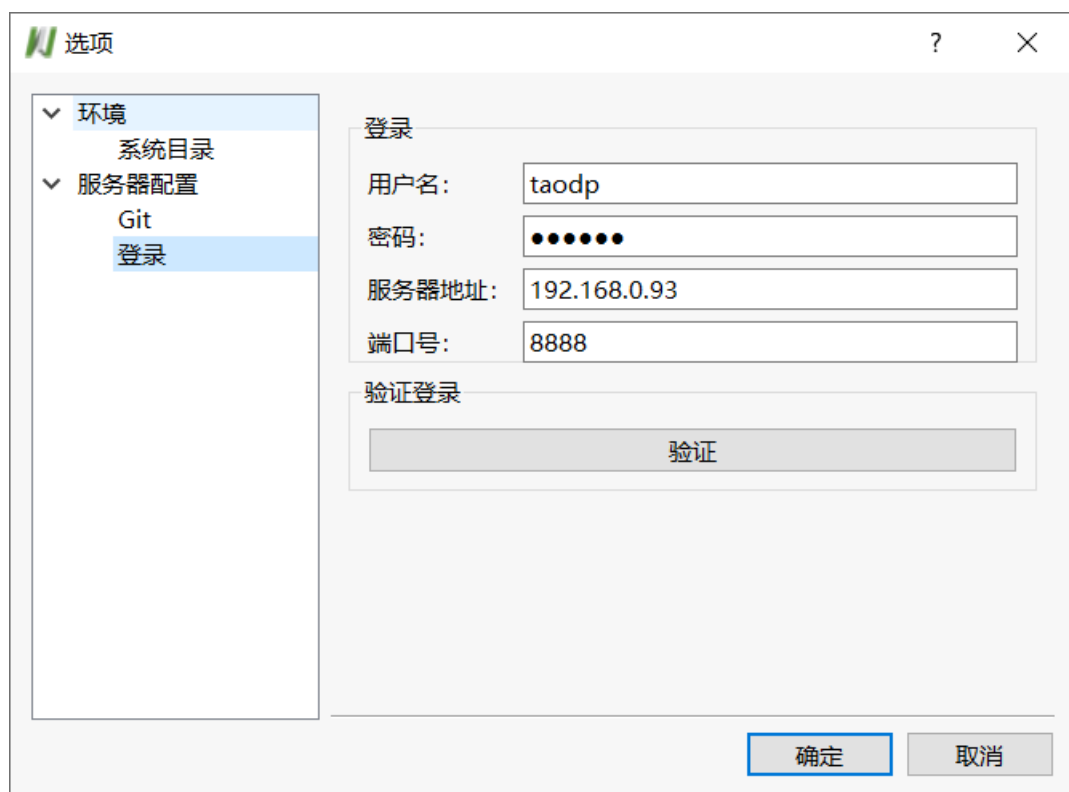 选项
?
环境
系统目录
服务器配置
Git
登录
登录
用户名: taodp
密码: ●●●●●●
服务器地址: 192.168.0.93
端口号: 8888
验证登录
验证
确定 取消